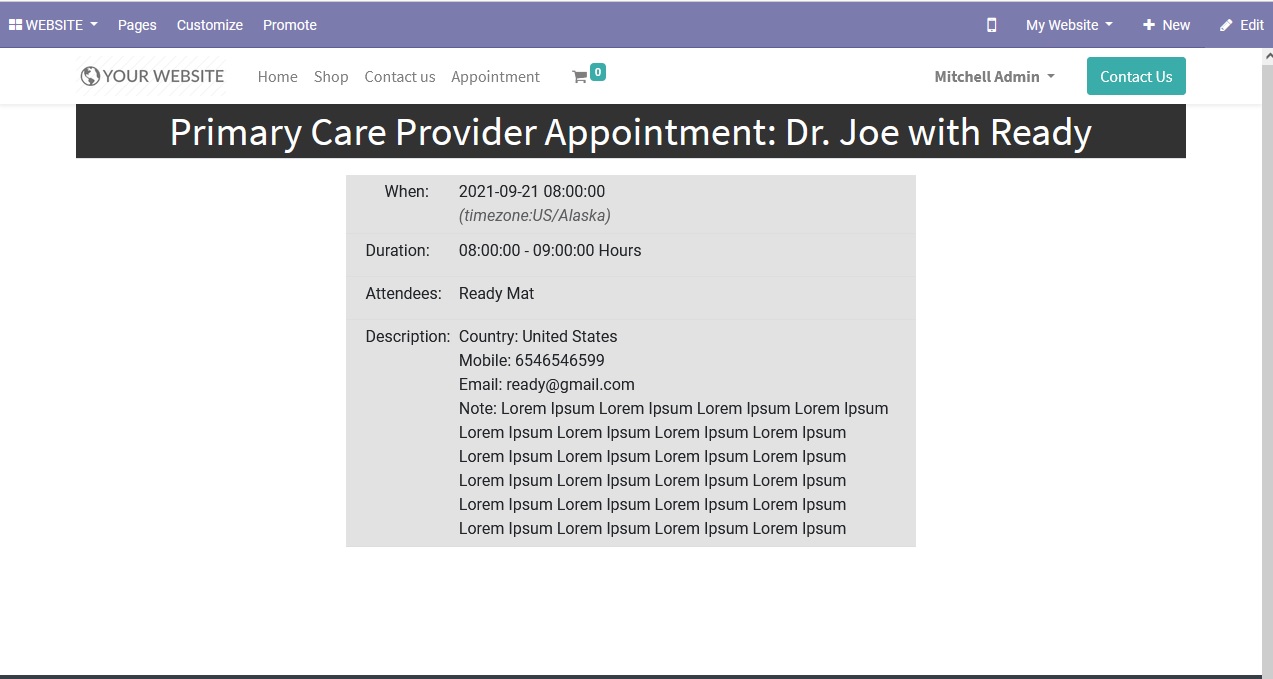 WEBSITE Pages Customize Promote My Website New Edit
YOUR WEBSITE Home Shop Contact us Appointment 0 Mitchell Admin Contact Us
Primary Care Provider Appointment: Dr. Joe with Ready
When: 2021-09-21 08:00:00
(timezone:US/Alaska)
Duration: 08:00:00 - 09:00:00 Hours
Attendees: Ready Mat
Description: Country: United States
Mobile: 6546546599
Email: ready@gmail.com
Note: Lorem Ipsum Lorem Ipsum Lorem Ipsum Lorem Ipsum
Lorem Ipsum Lorem Ipsum Lorem Ipsum Lorem Ipsum
Lorem Ipsum Lorem Ipsum Lorem Ipsum Lorem Ipsum
Lorem Ipsum Lorem Ipsum Lorem Ipsum Lorem Ipsum
Lorem Ipsum Lorem Ipsum Lorem Ipsum Lorem Ipsum
Lorem Ipsum Lorem Ipsum Lorem Ipsum Lorem Ipsum